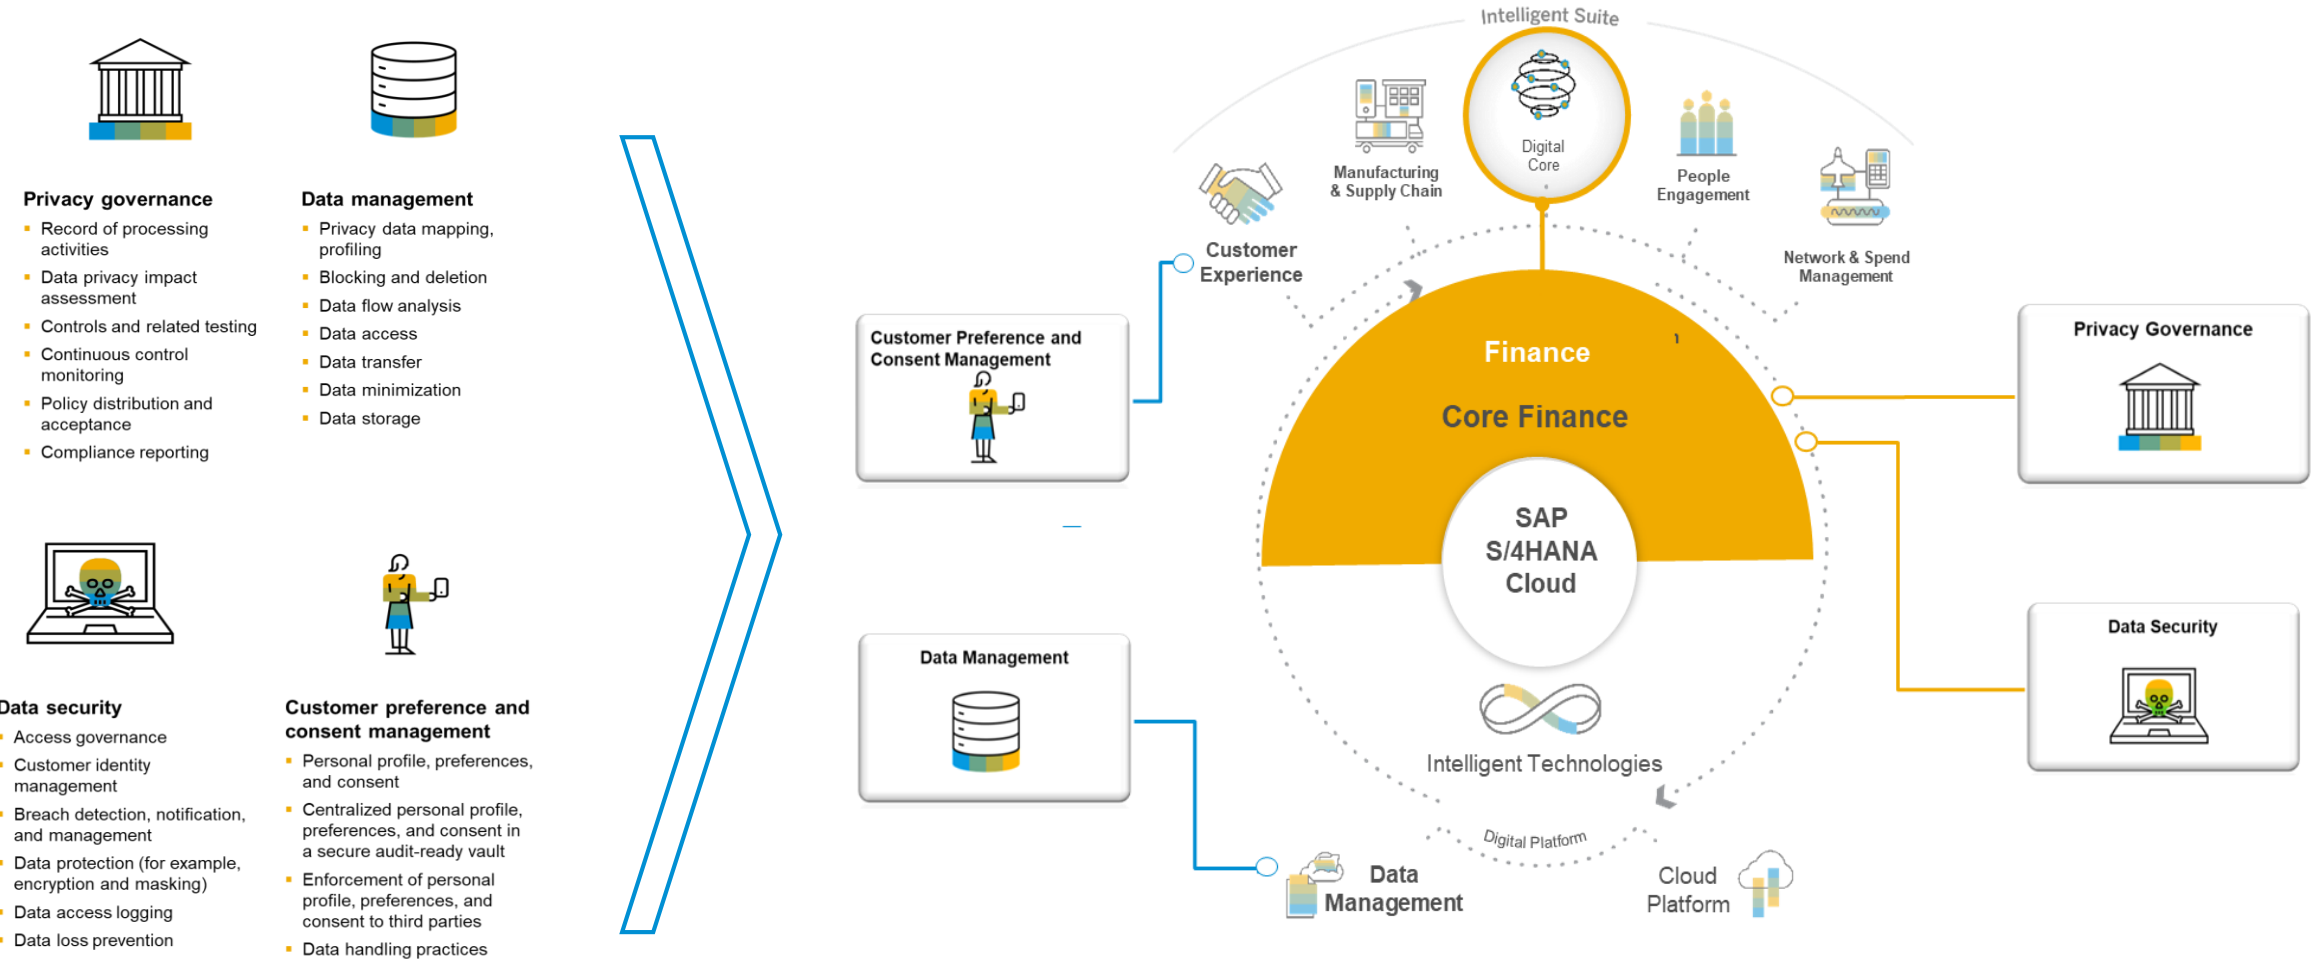 Privacy governance
Record of processing
activities
Data privacy impact
assessment
Controls and related testing
Continuous control
monitoring
Policy distribution and
acceptance
Compliance reporting
Data management
Privacy data mapping,
profiling
Blocking and deletion
Data flow analysis
Data access
Data transfer
Data minimization
Data storage
Data security
Access governance
Customer identity
management
Breach detection, notification,
and management
Data protection (for example,
encryption and masking)
Data access logging
Data loss prevention
Customer preference and
consent management
Personal profile, preferences,
and consent
Centralized personal profile,
preferences, and consent in
a secure audit-ready vault
Enforcement of personal
profile, preferences, and
consent to third parties
Data handling practices
Intelligent Suite
Digital
Core
Manufacturing
& Supply Chain
People
Engagement
Customer
Experience
Network & Spend
Management
Customer Preference and
Consent Management
Finance
Core Finance
Privacy Governance
SAP
S/4HANA
Cloud
Data Management
Data Security
Intelligent Technologies
Digital Platform
Data
Management
Cloud
Platform